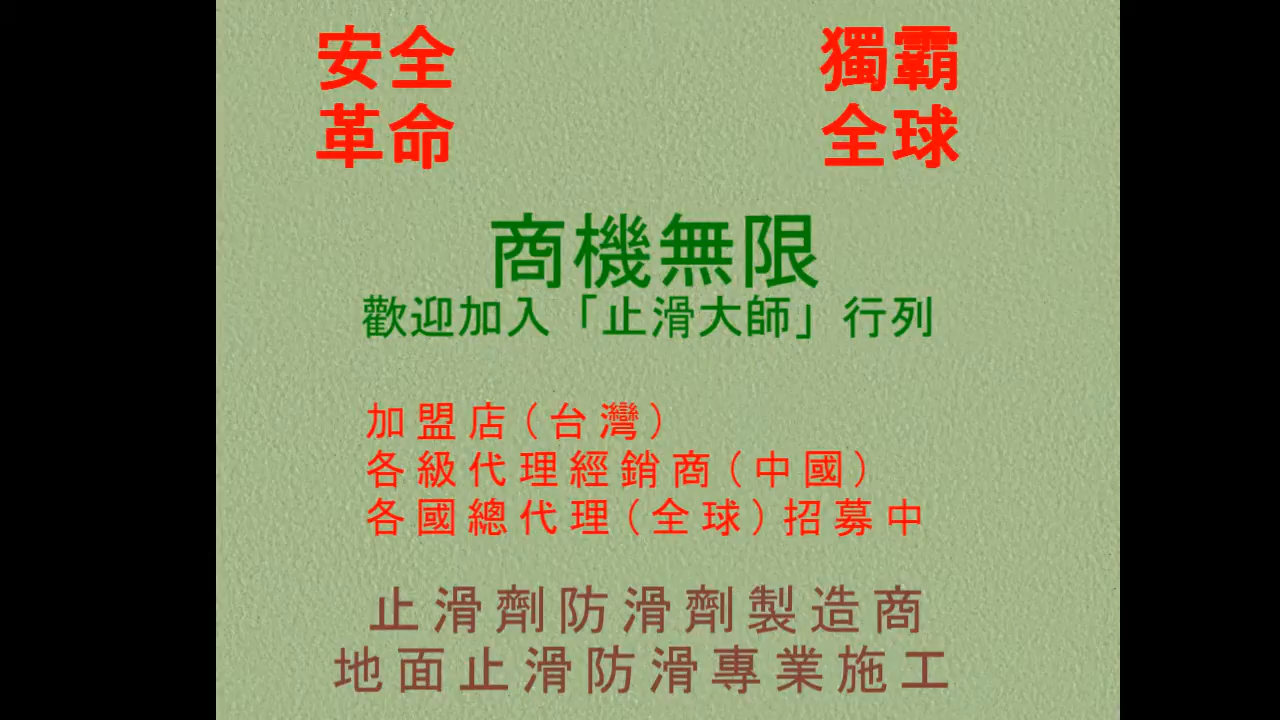 安全 獨霸
革命 全球
商機無限
歡迎加入「止滑大師」行列
加盟店(台灣)
各級代理經銷商(中國)
各國總代理(全球)招募中
止滑劑防滑劑製造商
地面止滑防滑專業施工